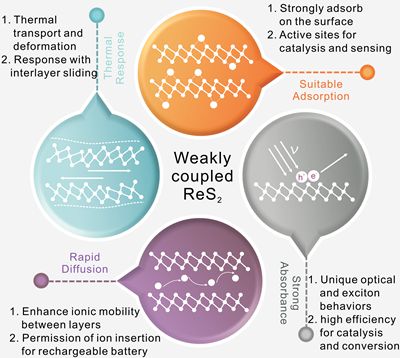 1. Thermal
transport and
deformation
2. Response with
interlayer sliding
Thermal
Response
1. Strongly adsorb
on the surface
2. Active sites for
catalysis and sensing
Suitable
Adsorption
Weakly
coupled
ReS2
ν
h+ e-
Rapid
Diffusion
1. Enhance ionic mobility
between layers
2. Permission of ion insertion
for rechargeable battery
Strong
Absorbance
1. Unique optical
and exciton
behaviors
2. high efficiency
for catalysis
and conversion